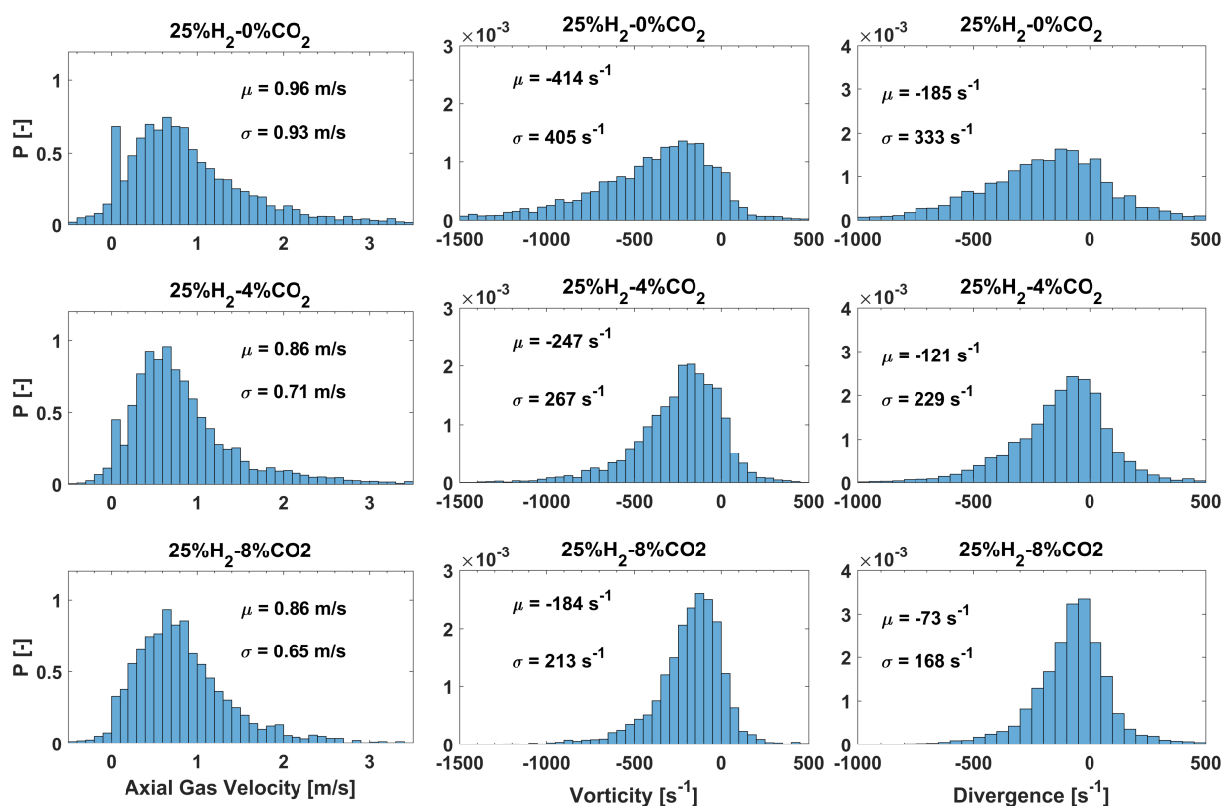 25%H₂-0%CO₂
μ = 0.96 m/s
σ = 0.93 m/s
P [-]
1
0.5
0
0 1 2 3
25%H₂-0%CO₂
×10⁻³
μ = -414 s⁻¹
σ = 405 s⁻¹
3
2
1
0
-1500 -1000 -500 0 500
25%H₂-0%CO₂
×10⁻³
μ = -185 s⁻¹
σ = 333 s⁻¹
4
3
2
1
0
-1000 -500 0 500
25%H₂-4%CO₂
μ = 0.86 m/s
σ = 0.71 m/s
P [-]
1
0.5
0
0 1 2 3
25%H₂-4%CO₂
×10⁻³
μ = -247 s⁻¹
σ = 267 s⁻¹
3
2
1
0
-1500 -1000 -500 0 500
25%H₂-4%CO₂
×10⁻³
μ = -121 s⁻¹
σ = 229 s⁻¹
4
3
2
1
0
-1000 -500 0 500
25%H₂-8%CO2
μ = 0.86 m/s
σ = 0.65 m/s
P [-]
1
0.5
0
0 1 2 3
Axial Gas Velocity [m/s]
25%H₂-8%CO2
×10⁻³
μ = -184 s⁻¹
σ = 213 s⁻¹
3
2
1
0
-1500 -1000 -500 0 500
Vorticity [s⁻¹]
25%H₂-8%CO2
×10⁻³
μ = -73 s⁻¹
σ = 168 s⁻¹
4
3
2
1
0
-1000 -500 0 500
Divergence [s⁻¹]